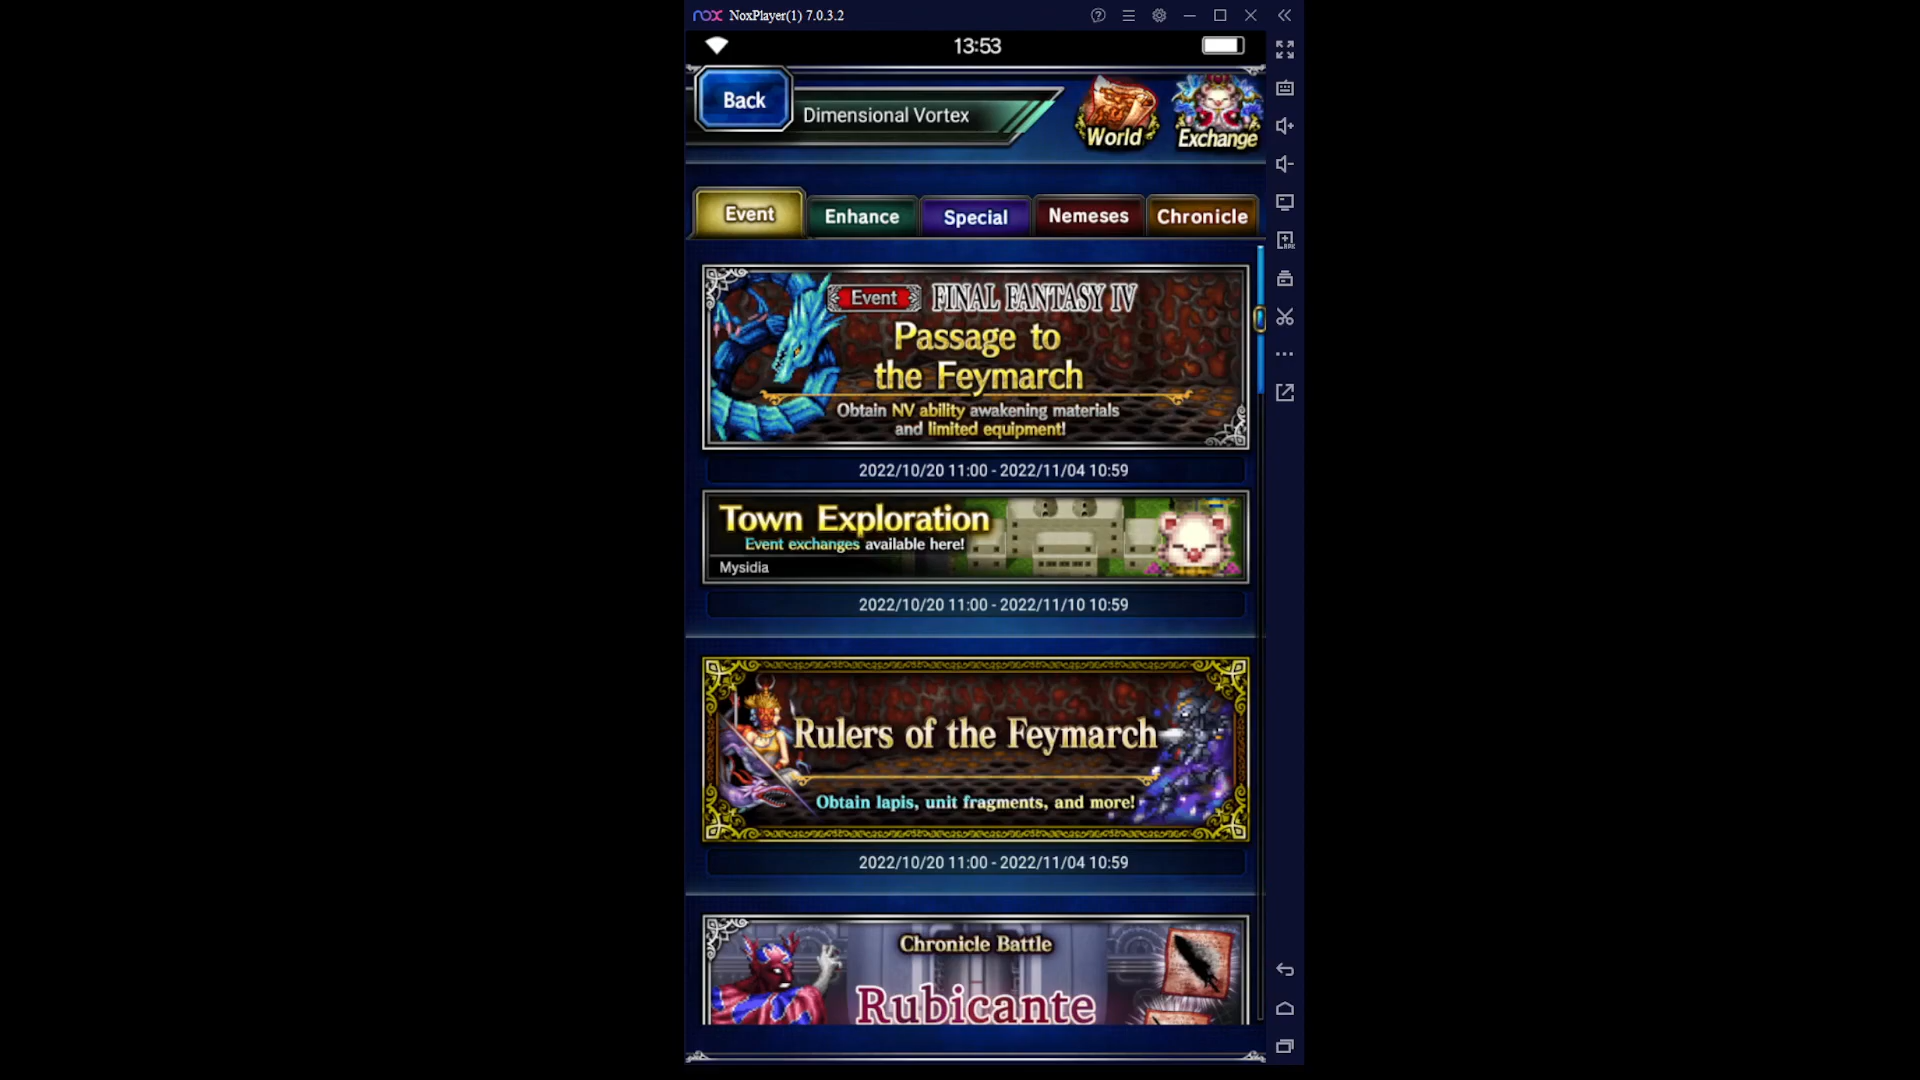 nox NoxPlayer(1) 7.0.3.2
13:53
Back
Dimensional Vortex
World
Exchange
Event
Enhance
Special
Nemeses
Chronicle
Event FINAL FANTASY IV
Passage to
the Feymarch
Obtain NV ability awakening materials
and limited equipment!
2022/10/20 11:00 - 2022/11/04 10:59
Town Exploration
Event exchanges available here!
Mysidia
2022/10/20 11:00 - 2022/11/10 10:59
Rulers of the Feymarch
Obtain lapis, unit fragments, and more!
2022/10/20 11:00 - 2022/11/04 10:59
Chronicle Battle
Rubicante